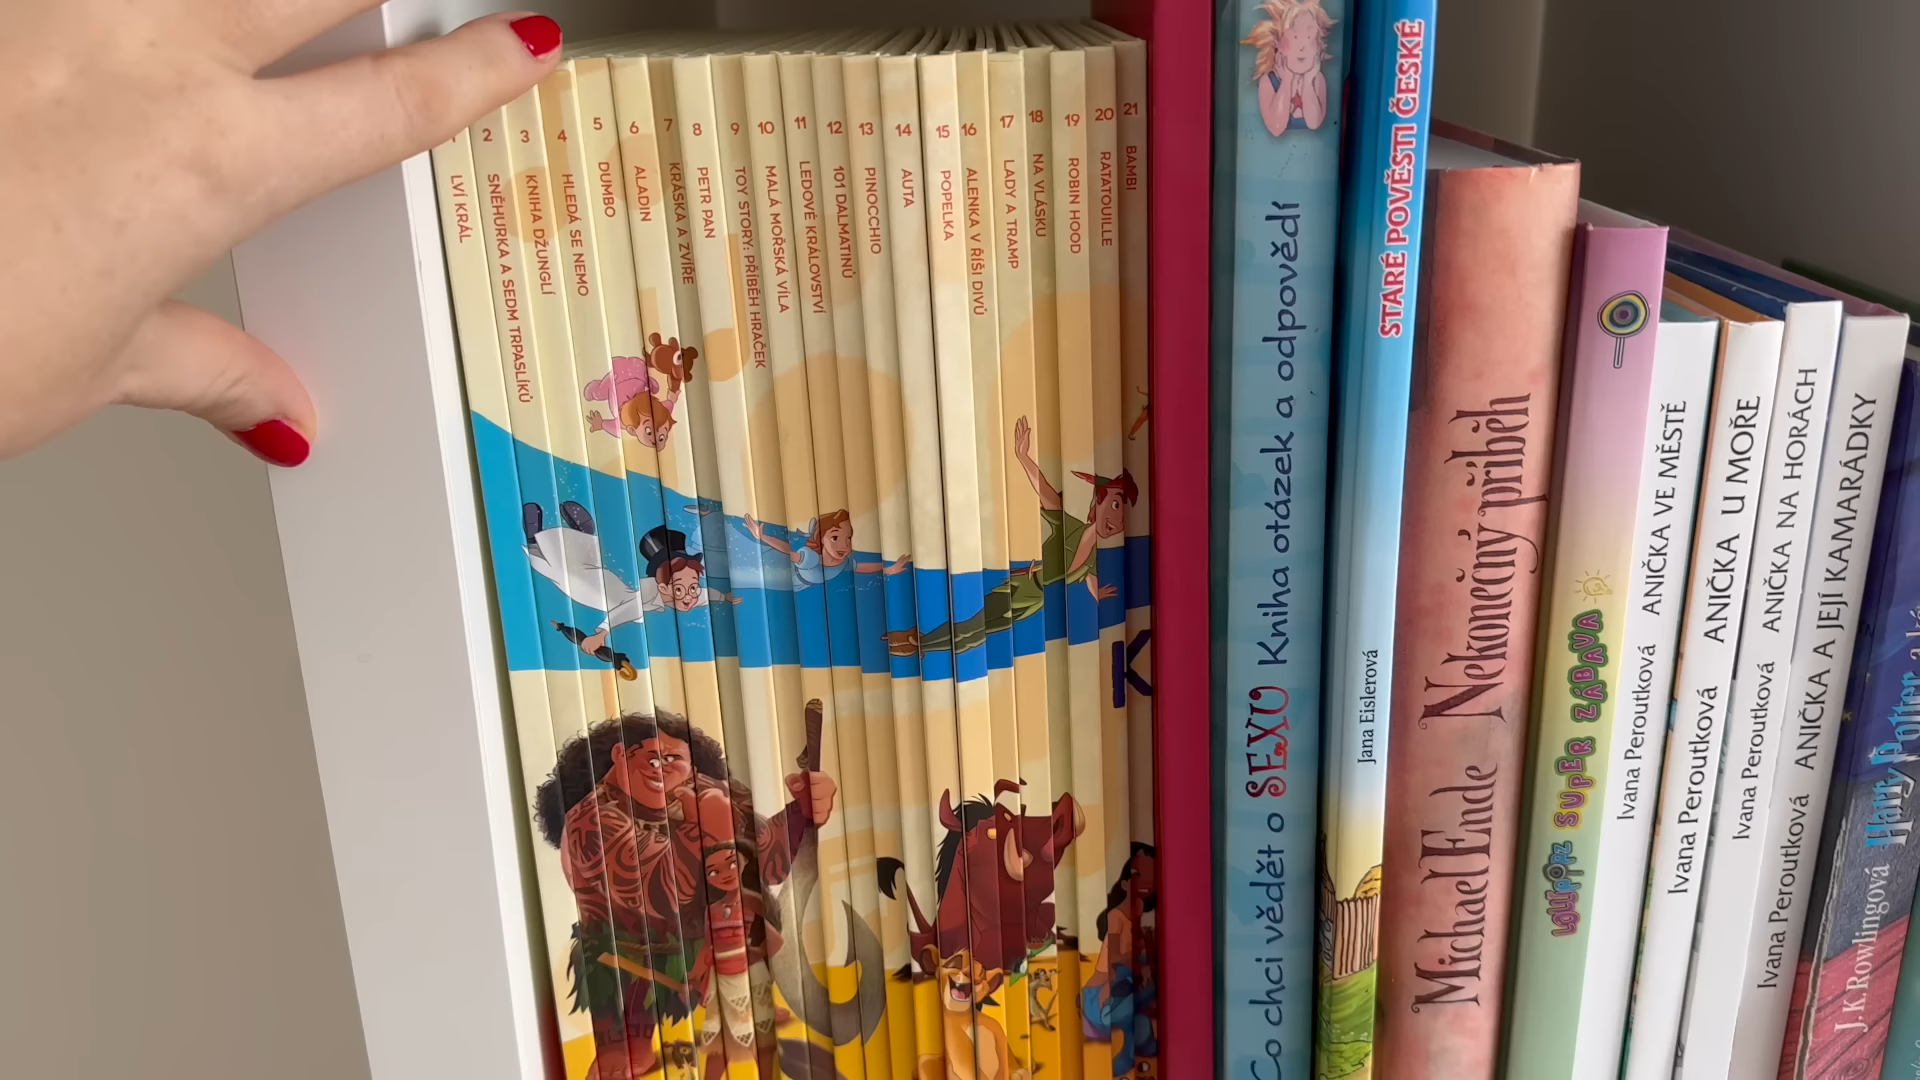 1 LVÍ KRÁL
2 SNĚHURKA A SEDM TRPASLÍKŮ
3 KNIHA DŽUNGLÍ
4 HLEDÁ SE NEMO
5 DUMBO
6 ALADIN
7 KRÁSKA A ZVÍŘE
8 PETR PAN
9 TOY STORY: PŘÍBĚH HRAČEK
10 MALÁ MOŘSKÁ VÍLA
11 LEDOVÉ KRÁLOVSTVÍ
12 101 DALMATINŮ
13 PINOCCHIO
14 AUTA
15 POPELKA
16 ALENKA V ŘÍŠI DIVŮ
17 LADY A TRAMP
18 NA VLÁSKU
19 ROBIN HOOD
20 RATATOUILLE
21 BAMBI
K
Co chci vědět o SEXU Kniha otázek a odpovědí
Jana Eislerová STARÉ POVĚSTI ČESKÉ
Michael Ende Nekonečný příběh
LOLLIPOPZ SUPER ZÁBAVA
Ivana Peroutková ANIČKA VE MĚSTĚ
Ivana Peroutková ANIČKA U MOŘE
Ivana Peroutková ANIČKA NA HORÁCH
Ivana Peroutková ANIČKA A JEJÍ KAMARÁDKY
J.K.Rowlingová Harry Potter a